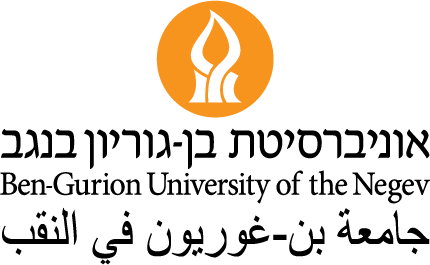 אוניברסיטת בן-גוריון בנגב
Ben-Gurion University of the Negev
جامعة بن-غوريون في النقب